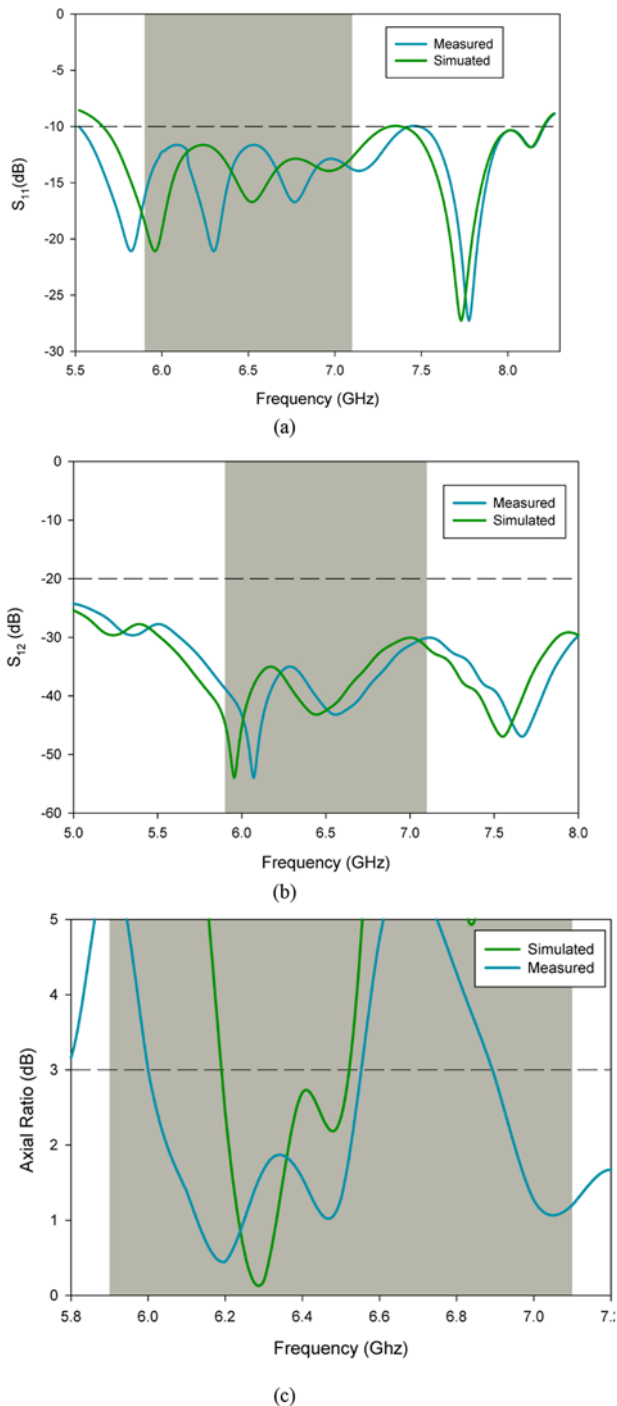 0
-5
-10
-15
-20
-25
-30
S11(dB)
Measured
Simuated
5.5 6.0 6.5 7.0 7.5 8.0
Frequency (GHz)
(a)
0
-10
-20
-30
-40
-50
-60
S12 (dB)
Measured
Simulated
5.0 5.5 6.0 6.5 7.0 7.5 8.0
Frequency (GHz)
(b)
5
4
3
2
1
0
Axial Ratio (dB)
Simulated
Measured
5.8 6.0 6.2 6.4 6.6 6.8 7.0
Frequency (Ghz)
(c)